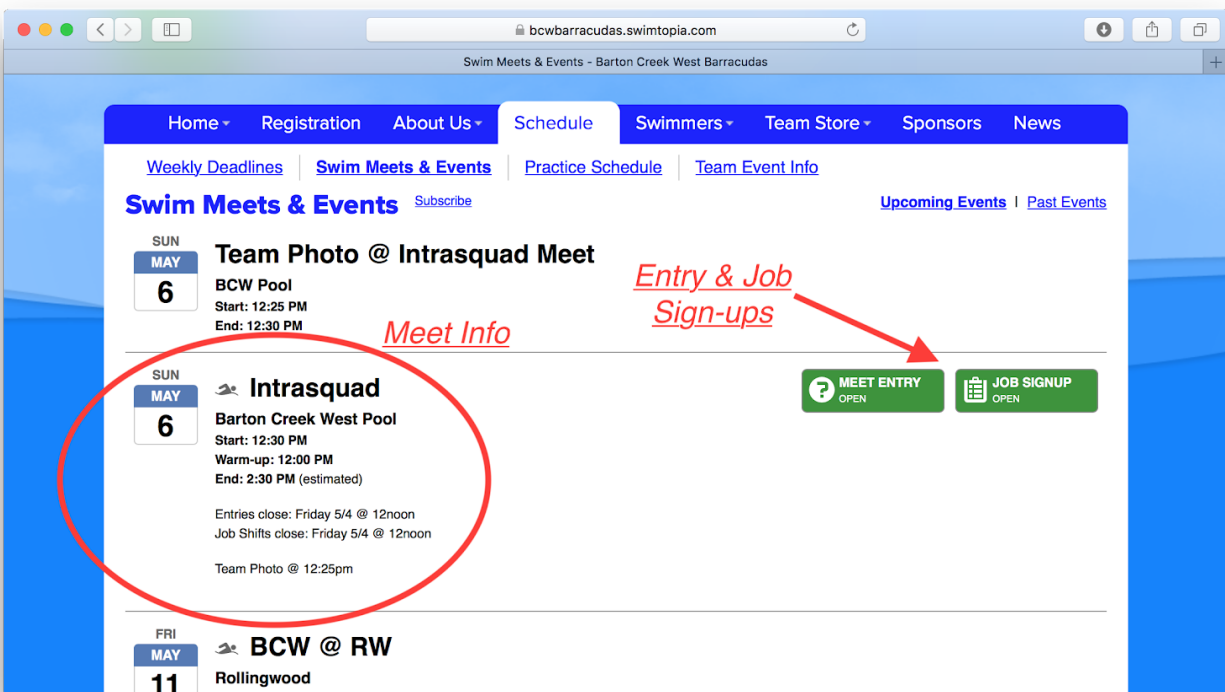 bcwbarracudas.swimtopia.com
Swim Meets & Events - Barton Creek West Barracudas
Home Registration About Us Schedule Swimmers Team Store Sponsors News
Weekly Deadlines Swim Meets & Events Practice Schedule Team Event Info
Swim Meets & Events Subscribe Upcoming Events | Past Events
SUN
MAY
6
Team Photo @ Intrasquad Meet
BCW Pool
Start: 12:25 PM
End: 12:30 PM
Entry & Job
Sign-ups
Meet Info
SUN
MAY
6
Intrasquad
Barton Creek West Pool
Start: 12:30 PM
Warm-up: 12:00 PM
End: 2:30 PM (estimated)
Entries close: Friday 5/4 @ 12noon
Job Shifts close: Friday 5/4 @ 12noon
Team Photo @ 12:25pm
MEET ENTRY
OPEN
JOB SIGNUP
OPEN
FRI
MAY
11
BCW @ RW
Rollingwood